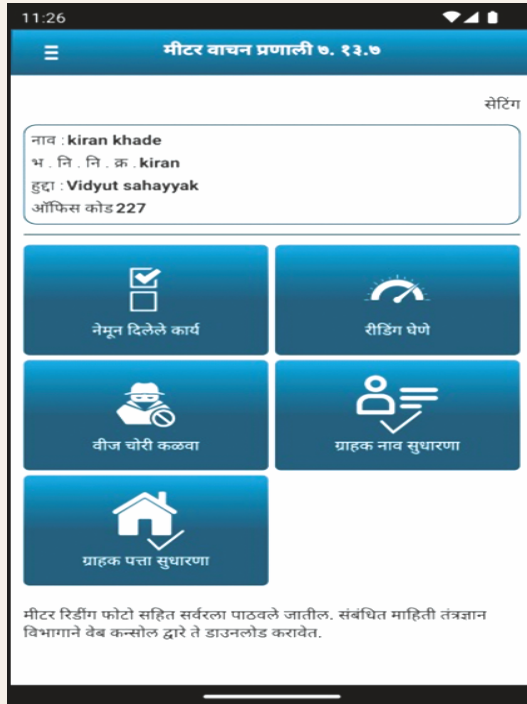 11:26
मीटर वाचन प्रणाली ७. १३.७
सेटिंग
नाव : kiran khade
भ . नि . नि . क्र . kiran
हुद्दा : Vidyut sahayyak
ऑफिस कोड 227
नेमून दिलेले कार्य
रीडिंग घेणे
वीज चोरी कळवा
ग्राहक नाव सुधारणा
ग्राहक पत्ता सुधारणा
मीटर रिडींग फोटो सहित सर्वरला पाठवले जातील. संबंधित माहिती तंत्रज्ञान
विभागाने वेब कन्सोल द्वारे ते डाउनलोड करावेत.